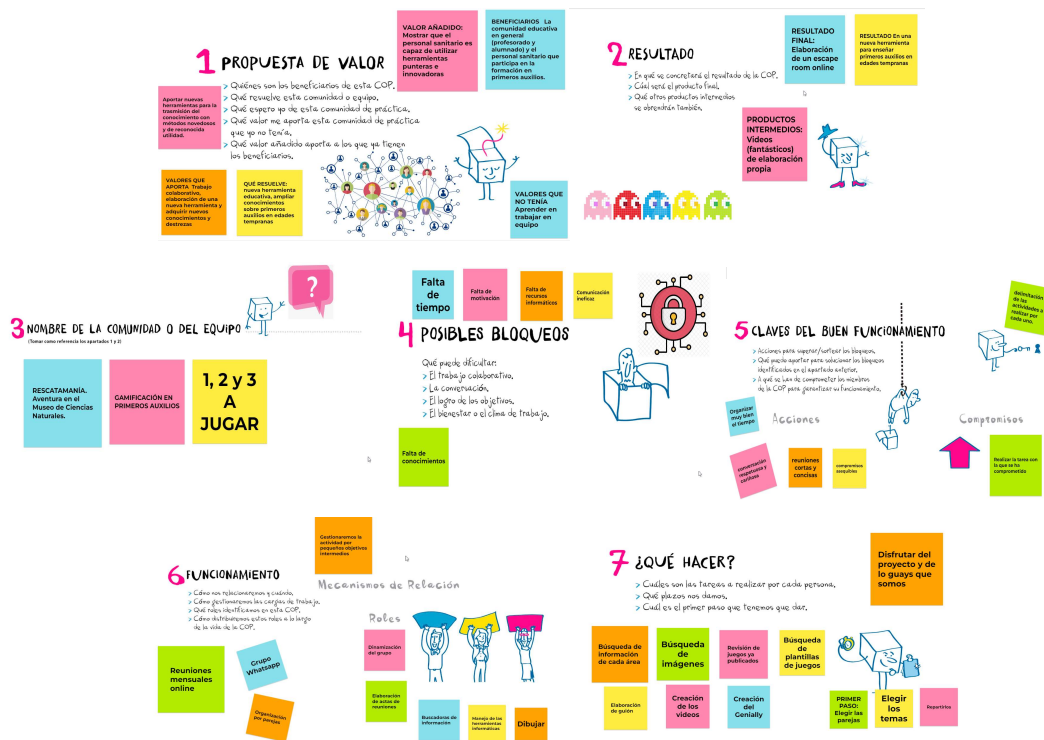 1 PROPUESTA DE VALOR
> Quiénes son los beneficiarios de esta COP.
> Qué resuelve esta comunidad o equipo.
> Qué espero yo de esta comunidad de práctica.
> Qué valor me aporta esta comunidad de práctica
que yo no tenía.
> Qué valor añadido aporta a los que ya tienen
los beneficiarios.
VALOR AÑADIDO:
Mostrar que el
personal sanitario es
capaz de utilizar
herramientas
punteras e
innovadoras
BENEFICIARIOS La
comunidad educativa
en general
(profesorado y
alumnado) y el
personal sanitario que
participa en la
formación en
primeros auxilios.
Aportar nuevas
herramientas para la
trasmisión del
conocimiento con
métodos novedosos y
de reconocida
utilidad.
VALORES QUE
APORTA Trabajo
colaborativo,
elaboración de una
nueva herramienta y
adquirir nuevos
conocimientos y
destrezas
QUÉ RESUELVE:
nueva herramienta
educativa, ampliar
conocimientos
sobre primeros
auxilios en edades
tempranas
VALORES QUE
NO TENÍA
Aprender en
trabajar en
equipo
2 RESULTADO
> En qué se concretará el resultado de la COP.
> Cúal será el producto final.
> Qué otros productos intermedios
se obrendrán también.
RESULTADO
FINAL:
Elaboración
de un escape
room online
RESULTADO En una
nueva herramienta
para enseñar
primeros auxilios en
edades tempranas
PRODUCTOS
INTERMEDIOS:
Videos
(fantásticos)
de elaboración
propia
3 NOMBRE DE LA COMUNIDAD O DEL EQUIPO
(Tomar como referencia los apartados 1 y 2)
?
RESCATAMANÍA.
Aventura en el
Museo de Ciencias
Naturales.
GAMIFICACIÓN EN
PRIMEROS AUXILIOS
1, 2 y 3
A
JUGAR
Falta
de
tiempo
Falta de
motivación
Falta de
recursos
informáticos
Comunicación
ineficaz
4 POSIBLES BLOQUEOS
Qué puede dificultar:
> El trabajo colaborativo.
> La conversación.
> El logro de los objetivos.
> El bienestar o el clima de trabajo.
Falta de
conocimientos
5 CLAVES DEL BUEN FUNCIONAMIENTO
> Acciones para superar/sortear los bloqueos.
> Qué puedo aportar para solucionar los bloqueos
identificados en el apartado anterior.
> A qué se han de comprometer los miembros
de la COP para garantizar su funcionamiento.
delimitación
de las
actividades a
realizar por
cada uno.
Organizar
muy bien
el tiempo
Acciones
conversación
respetuosa y
cariñosa
reuniones
cortas y
concisas
compromisos
asequibles
Compromisos
Realizar la tarea con
la que se ha
comprometido
6 FUNCIONAMIENTO
> Cómo nos relacionaremos y cuándo.
> Cómo gestionaremos las cargas de trabajo.
> Qué roles identificamos en esta COP.
> Cómo distribuiremos estos roles a lo largo
de la vida de la COP.
Gestionaremos la
actividad por
pequeños objetivos
intermedios
Mecanismos de Relación
Reuniones
mensuales
online
Grupo
Whatsapp
Organización
por parejas
Roles
Dinamización
del grupo
Elaboración
de actas de
reuniones
Buscadoras de
información
Manejo de las
herramientas
informáticas
Dibujar
7 ¿QUÉ HACER?
> Cuáles son las tareas a realizar por cada persona.
> Qué plazos nos damos.
> Cuál es el primer paso que tenemos que dar.
Disfrutar del
proyecto y de
lo guays que
somos
Búsqueda de
información
de cada área
Búsqueda
de
imágenes
Revisión de
juegos ya
publicados
Búsqueda
de
plantillas
de juegos
Elaboración
de guión
Creación
de los
videos
Creación
del
Genially
PRIMER
PASO:
Elegir las
parejas
Elegir
los
temas
Repartirlos